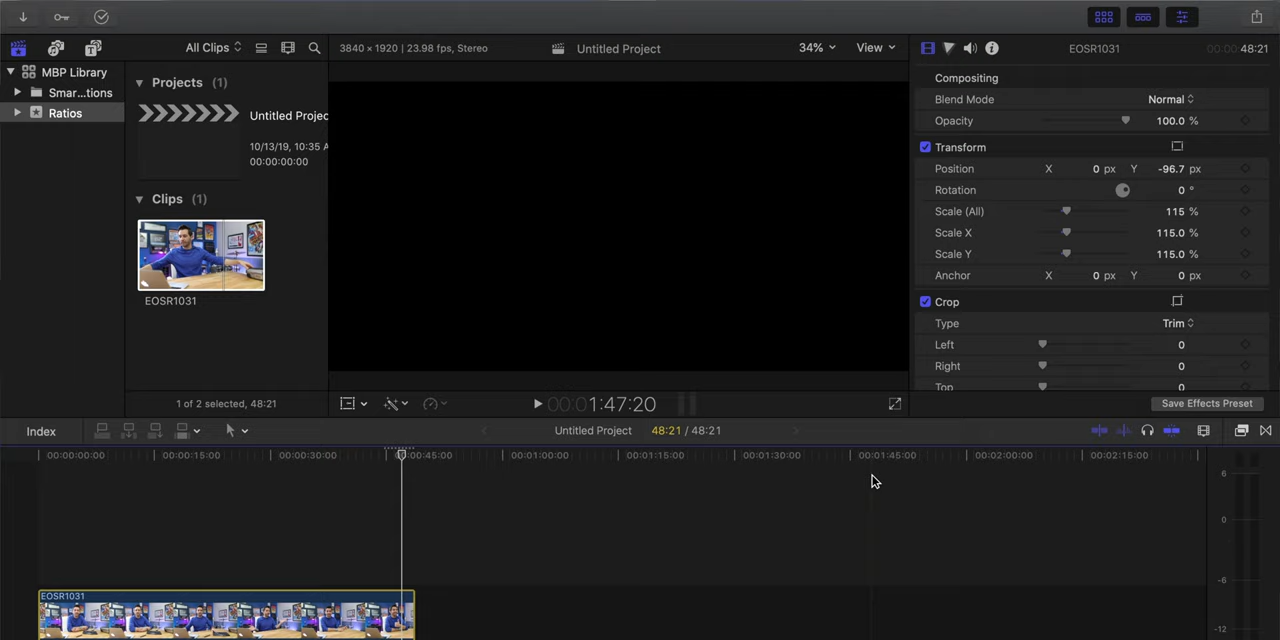 All Clips
3840 × 1920 | 23.98 fps, Stereo
Untitled Project
34%
View
EOSR1031
00:00:48:21
MBP Library
Smar...tions
Ratios
Projects (1)
Untitled Projec
10/13/19, 10:35 A
00:00:00:00
Clips (1)
EOSR1031
1 of 2 selected, 48:21
00:01:47:20
Compositing
Blend Mode Normal
Opacity 100.0 %
Transform
Position X 0 px Y -96.7 px
Rotation 0 °
Scale (All) 115 %
Scale X 115.0 %
Scale Y 115.0 %
Anchor X 0 px Y 0 px
Crop
Type Trim
Left 0
Right 0
Top 0
Save Effects Preset
Index
Untitled Project 48:21 / 48:21
00:00:00:00 00:00:15:00 00:00:30:00 00:00:45:00 00:01:00:00 00:01:15:00 00:01:30:00 00:01:45:00 00:02:00:00 00:02:15:00
6
0
-6
-12
EOSR1031